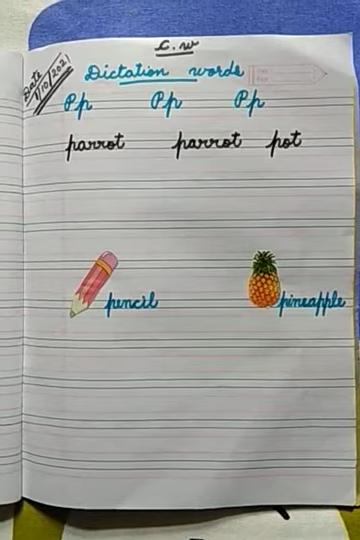 C.W
Date
1/10/2021
Dictation words
Pp Pp Pp
parrot parrot pot
pencil pineapple